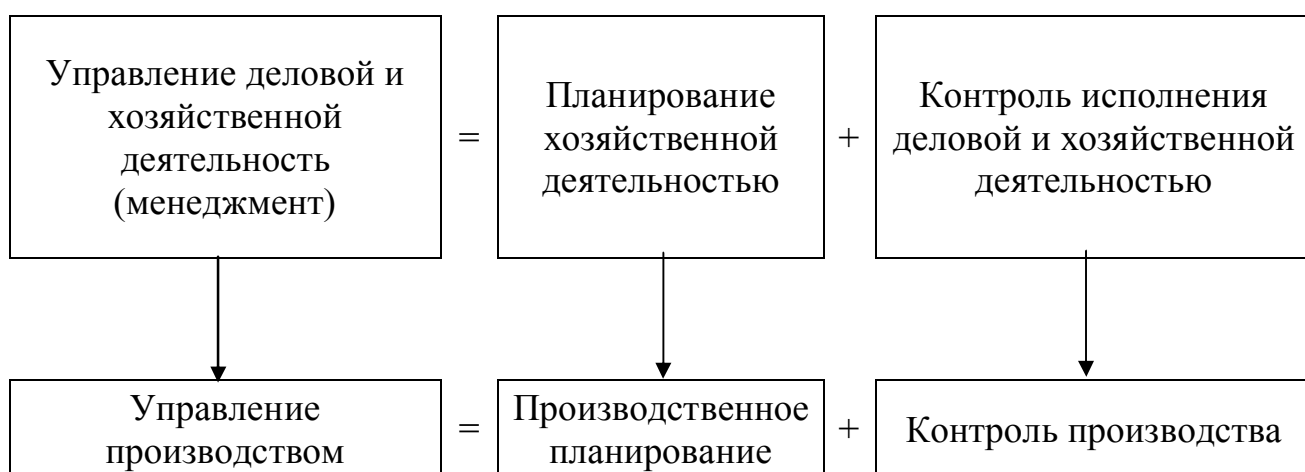 Управление деловой и
хозяйственной
деятельность
(менеджмент)
=
Планирование
хозяйственной
деятельностью
+
Контроль исполнения
деловой и хозяйственной
деятельностью
Управление
производством
=
Производственное
планирование
+
Контроль производства